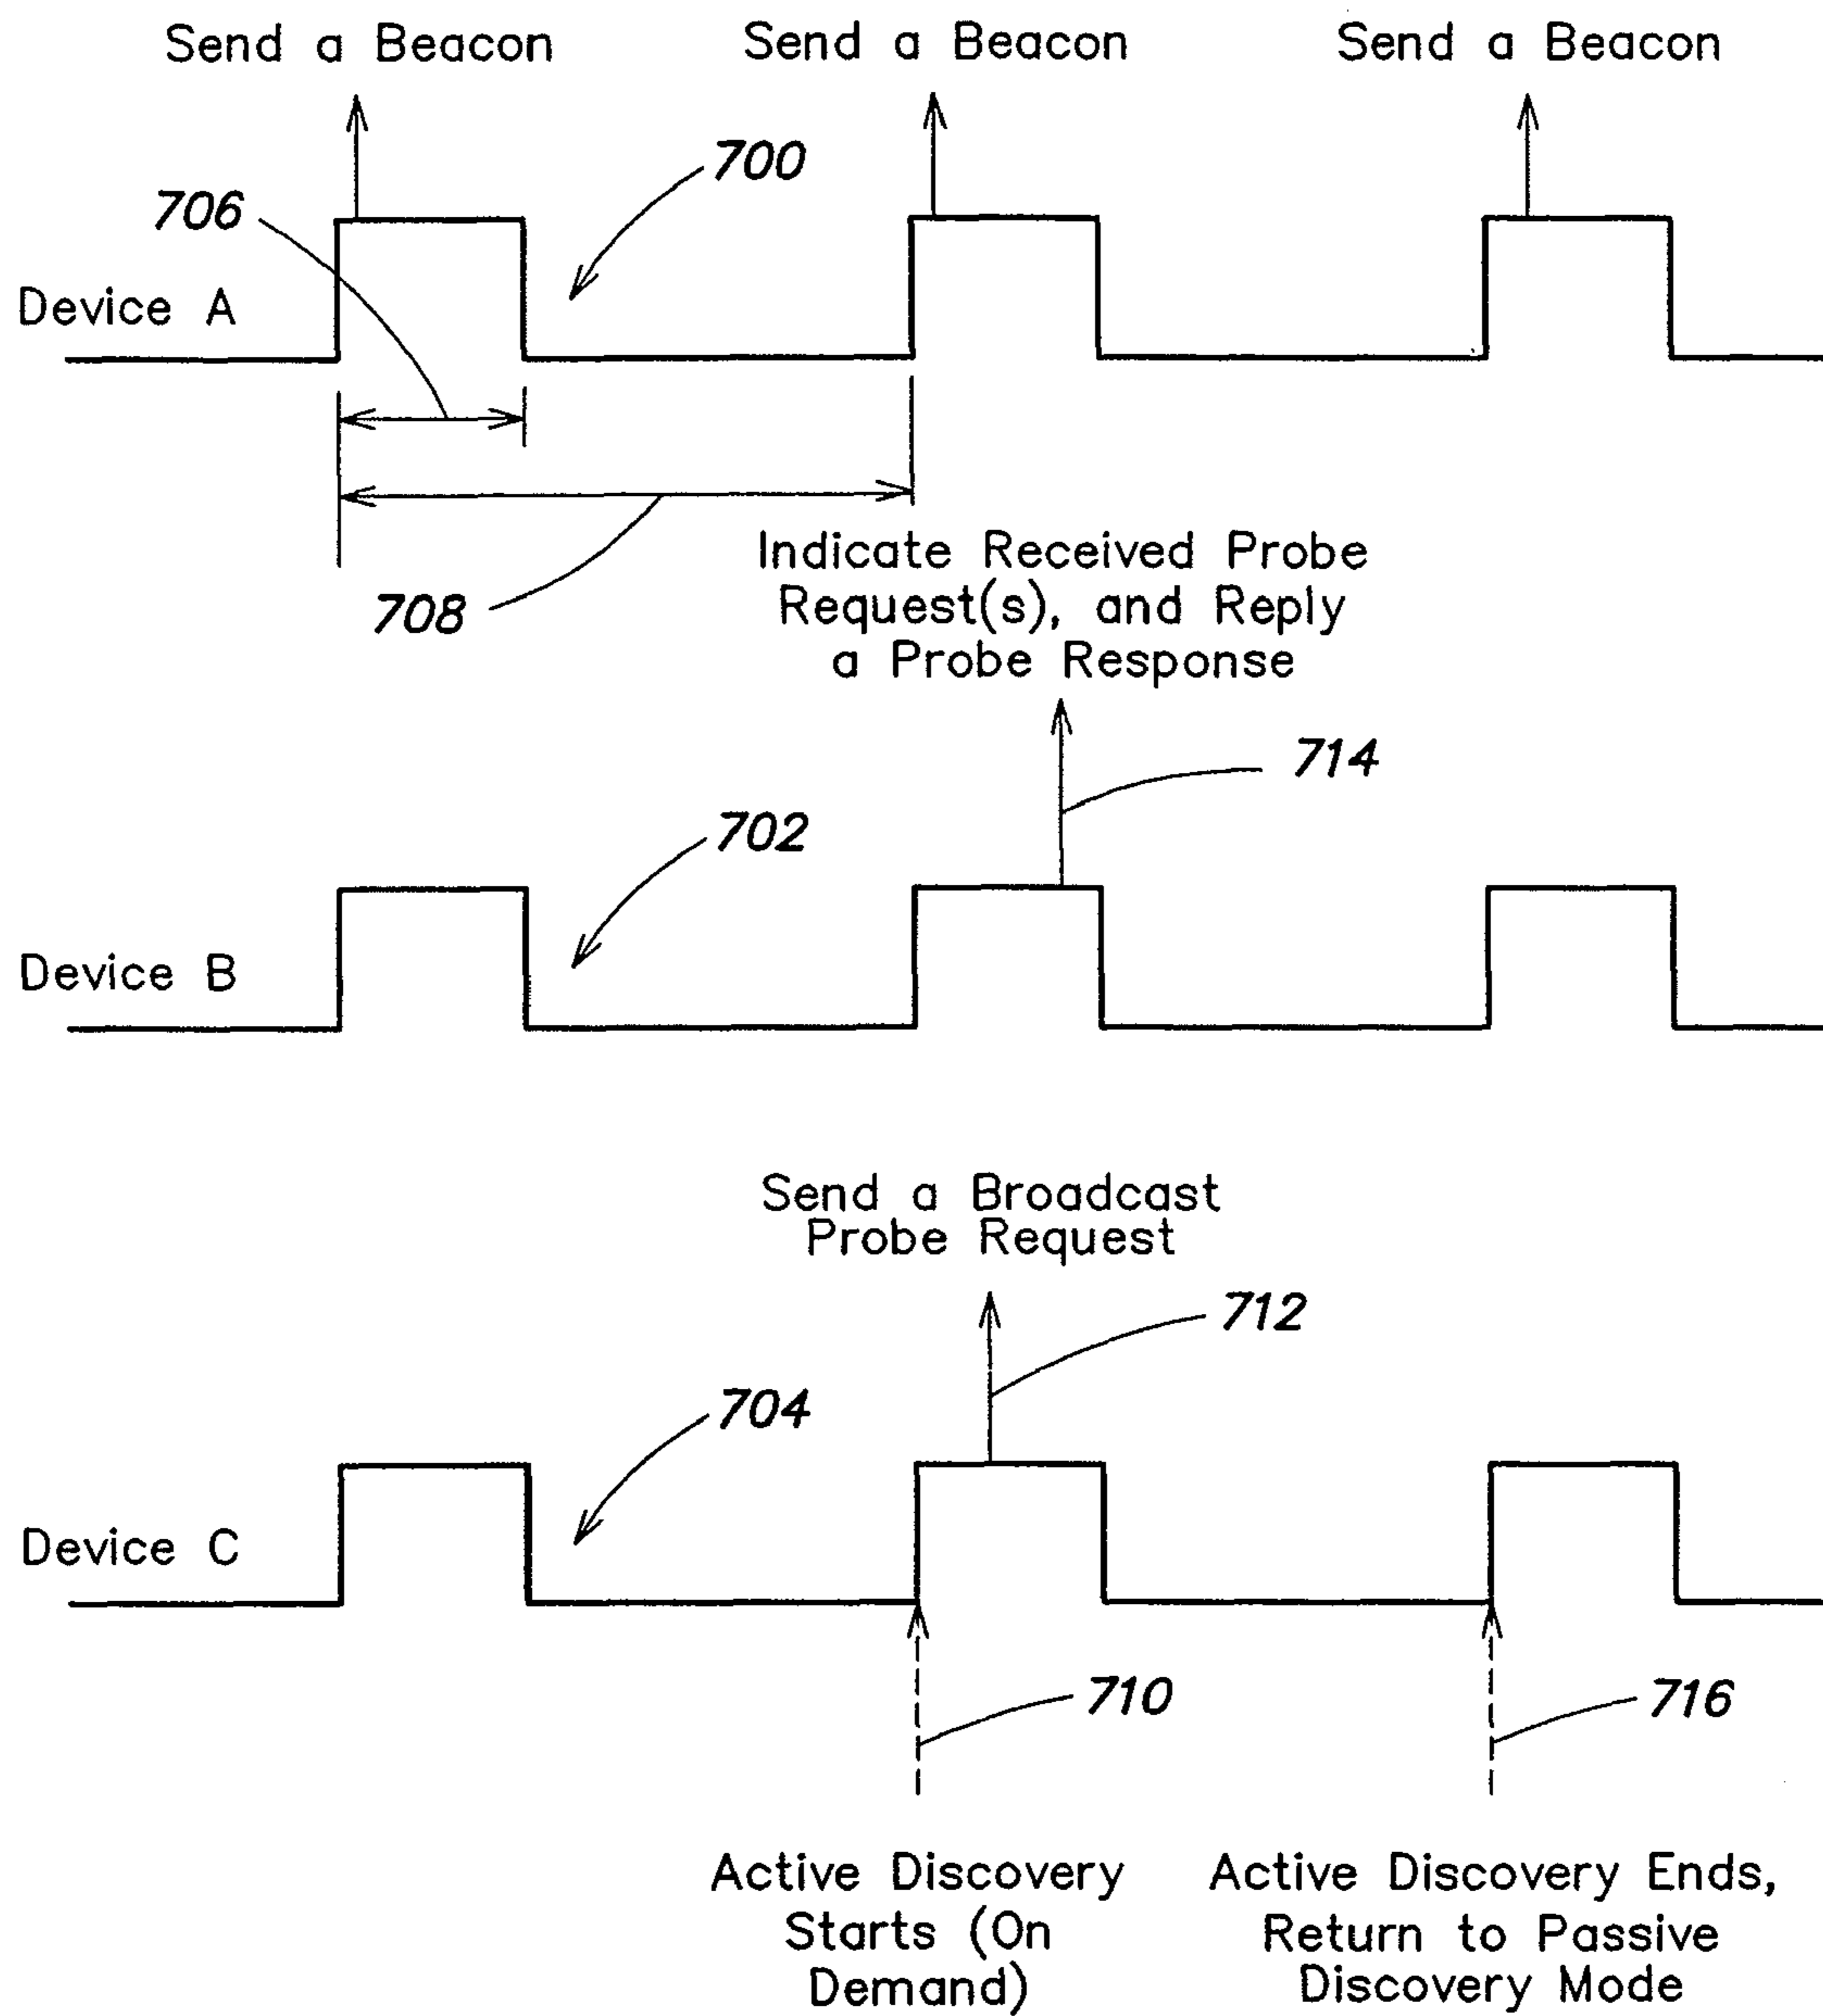 Send a Beacon
Send a Beacon
Send a Beacon
700
706
Device A
708
Indicate Received Probe
Request(s), and Reply
a Probe Response
714
702
Device B
Send a Broadcast
Probe Request
712
704
Device C
710
716
Active Discovery
Starts (On
Demand)
Active Discovery Ends,
Return to Passive
Discovery Mode